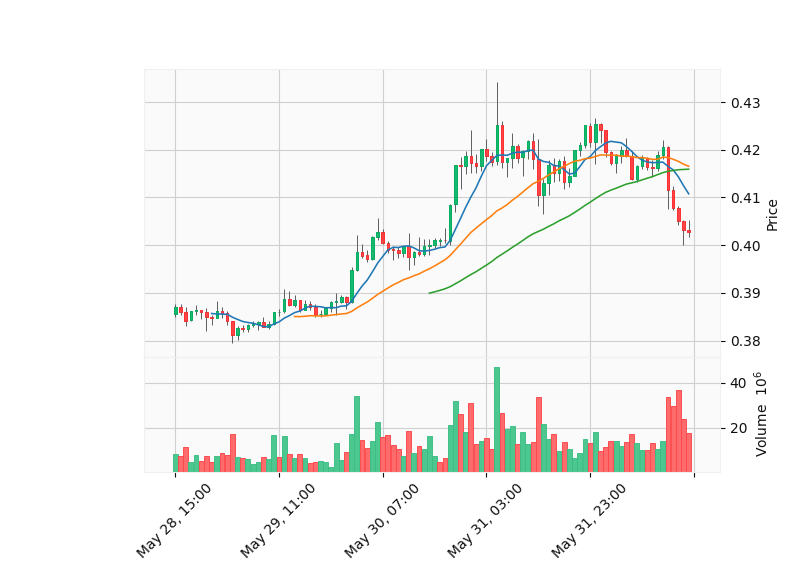 0.43
0.42
0.41
0.40
0.39
0.38
Price
40
20
Volume 10^6
May 28, 15:00
May 29, 11:00
May 30, 07:00
May 31, 03:00
May 31, 23:00